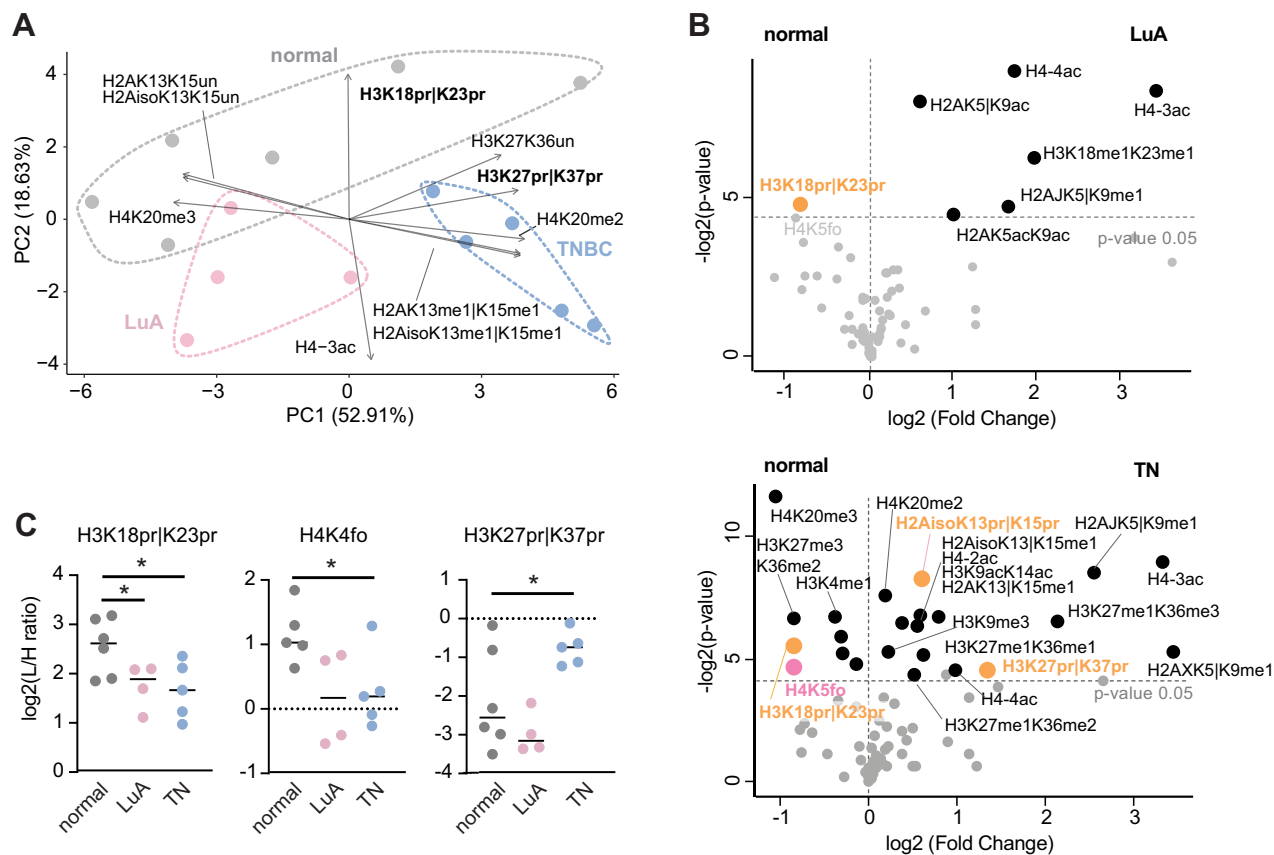 A
normal
H2AK13K15un
H2AisoK13K15un
H3K18pr|K23pr
H3K27K36un
H3K27pr|K37pr
H4K20me3
H4K20me2
TNBC
LuA
H2AK13me1|K15me1
H2AisoK13me1|K15me1
H4−3ac
PC2 (18.63%)
4
2
0
−2
−4
−6
−3
0
3
6
PC1 (52.91%)
B
normal
LuA
H4-4ac
H2AK5|K9ac
H4-3ac
H3K18me1K23me1
H3K18pr|K23pr
H2AJK5|K9me1
H4K5fo
H2AK5acK9ac
p-value 0.05
-log2(p-value)
5
0
-1
0
1
2
3
log2 (Fold Change)
normal
TN
H4K20me2
H4K20me3
H2AisoK13pr|K15pr
H2AJK5|K9me1
H3K27me3
K36me2
H2AisoK13|K15me1
H4-2ac
H3K9acK14ac
H2AK13|K15me1
H3K4me1
H4-3ac
H3K27me1K36me3
H3K9me3
H3K27me1K36me1
H3K27pr|K37pr
H2AXK5|K9me1
H4K5fo
H3K18pr|K23pr
H4-4ac
p-value 0.05
H3K27me1K36me2
-log2(p-value)
10
5
0
-1
0
1
2
3
log2 (Fold Change)
C
H3K18pr|K23pr
*
*
log2(L/H ratio)
4
3
2
1
0
normal
LuA
TN
H4K4fo
*
2
1
0
-1
normal
LuA
TN
H3K27pr|K37pr
*
1
0
-1
-2
-3
-4
normal
LuA
TN